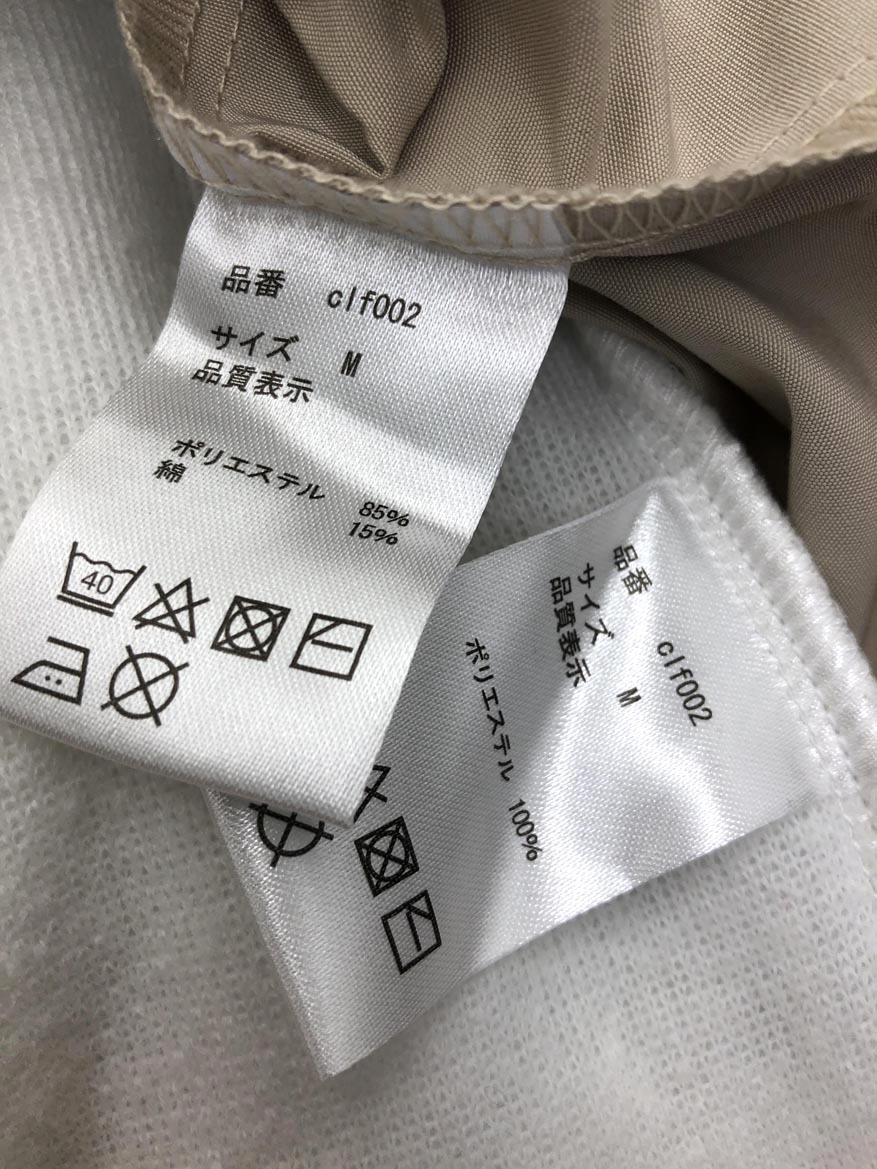 品番 clf002
サイズ M
品質表示
ポリエステル 85%
綿 15%
40
品番 clf002
サイズ M
品質表示
ポリエステル 100%